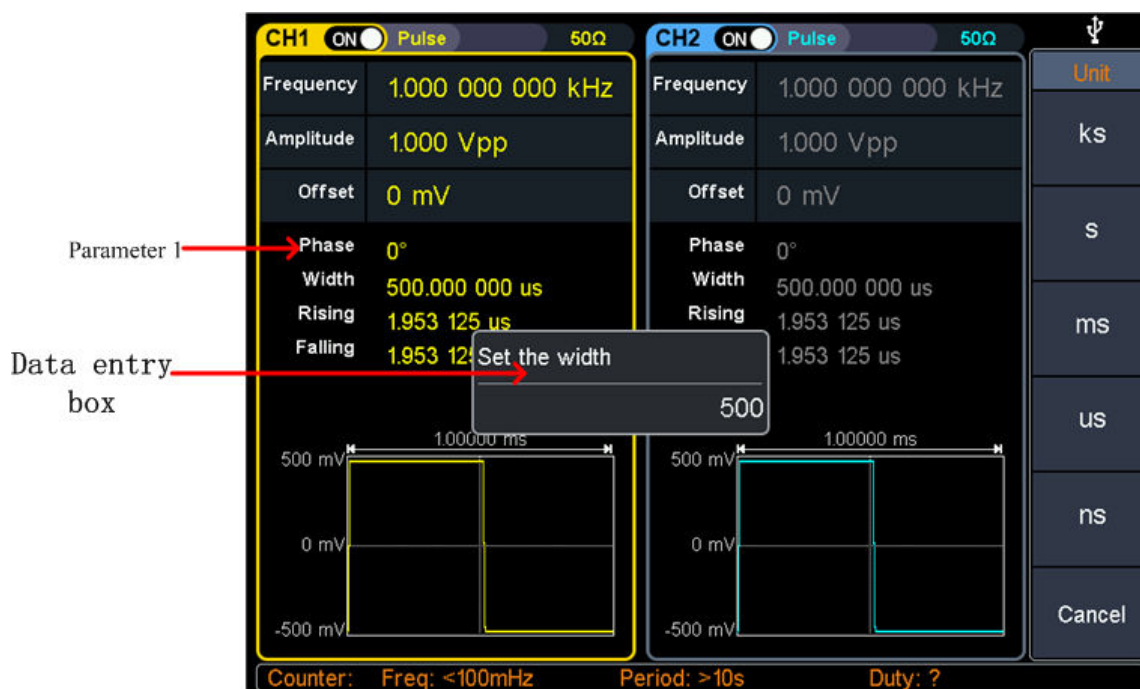 CH1 ON Pulse 50Ω
Frequency 1.000 000 000 kHz
Amplitude 1.000 Vpp
Offset 0 mV
Parameter 1
Phase 0°
Width 500.000 000 us
Rising 1.953 125 us
Falling 1.953 12
Data entry
box
Set the width
500
1.00000 ms
500 mV
0 mV
-500 mV
CH2 ON Pulse 50Ω
Frequency 1.000 000 000 kHz
Amplitude 1.000 Vpp
Offset 0 mV
Phase 0°
Width 500.000 000 us
Rising 1.953 125 us
1.953 125 us
1.00000 ms
500 mV
0 mV
-500 mV
Unit
ks
s
ms
us
ns
Cancel
Counter: Freq: <100mHz Period: >10s Duty: ?